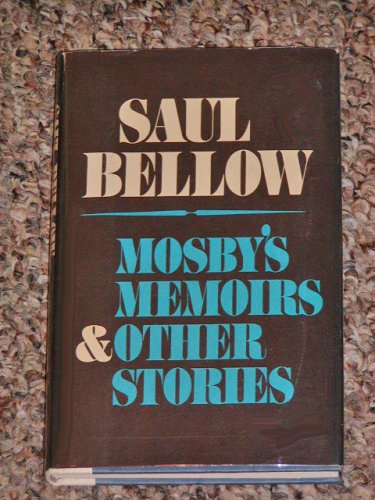 SAUL
BELLOW
MOSBY'S
MEMOIRS
& OTHER
STORIES